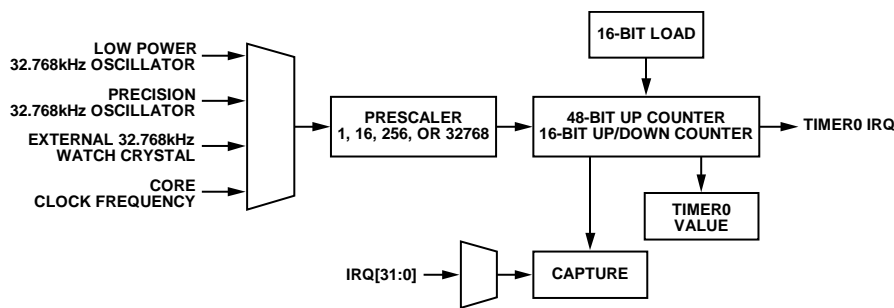 LOW POWER
32.768kHz OSCILLATOR
PRECISION
32.768kHz OSCILLATOR
EXTERNAL 32.768kHz
WATCH CRYSTAL
CORE
CLOCK FREQUENCY
PRESCALER
1, 16, 256, OR 32768
16-BIT LOAD
48-BIT UP COUNTER
16-BIT UP/DOWN COUNTER
TIMER0 IRQ
TIMER0
VALUE
IRQ[31:0]
CAPTURE